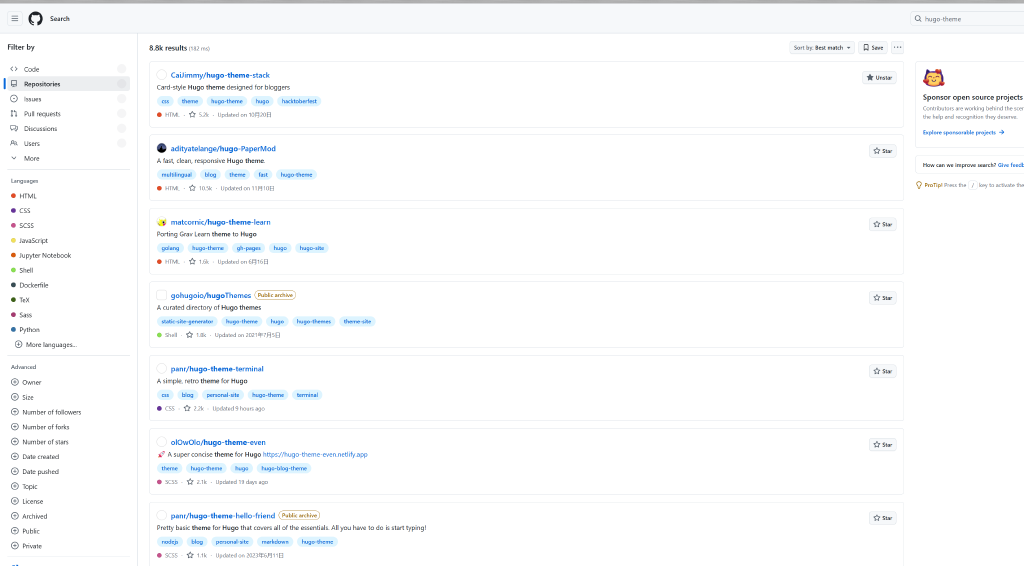 Search
hugo-theme
Filter by
Code
Repositories
Issues
Pull requests
Discussions
Users
More
Languages
HTML
CSS
SCSS
JavaScript
Jupyter Notebook
Shell
Dockerfile
TeX
Sass
Python
More languages...
Advanced
Owner
Size
Number of followers
Number of forks
Number of stars
Date created
Date pushed
Topic
License
Archived
Public
Private
8.8k results (182 ms)
Sort by: Best match
Save
CaiJimmy/hugo-theme-stack
Unstar
Card-style Hugo theme designed for bloggers
css theme hugo-theme hugo hacktoberfest
HTML · 5.2k · Updated on 10月20日
adityatelange/hugo-PaperMod
Star
A fast, clean, responsive Hugo theme.
multilingual blog theme fast hugo-theme
HTML · 10.5k · Updated on 11月10日
matcornic/hugo-theme-learn
Star
Porting Grav Learn theme to Hugo
golang hugo-theme gh-pages hugo hugo-site
HTML · 1.6k · Updated on 6月16日
gohugoio/hugoThemes Public archive
Star
A curated directory of Hugo themes
static-site-generator hugo-theme hugo hugo-themes theme-site
Shell · 1.8k · Updated on 2021年7月5日
panr/hugo-theme-terminal
Star
A simple, retro theme for Hugo
css blog personal-site hugo-theme terminal
CSS · 2.2k · Updated 9 hours ago
olOwOlo/hugo-theme-even
Star
🚀 A super concise theme for Hugo https://hugo-theme-even.netlify.app
theme hugo-theme hugo hugo-blog-theme
SCSS · 2.1k · Updated 19 days ago
panr/hugo-theme-hello-friend Public archive
Star
Pretty basic theme for Hugo that covers all of the essentials. All you have to do is start typing!
nodejs blog personal-site markdown hugo-theme
SCSS · 1.1k · Updated on 2023年6月11日
Sponsor open source projects
Contributors are working behind the
the help and recognition they deserve.
Explore sponsorable projects →
How can we improve search? Give
ProTip! Press the / key to activate the